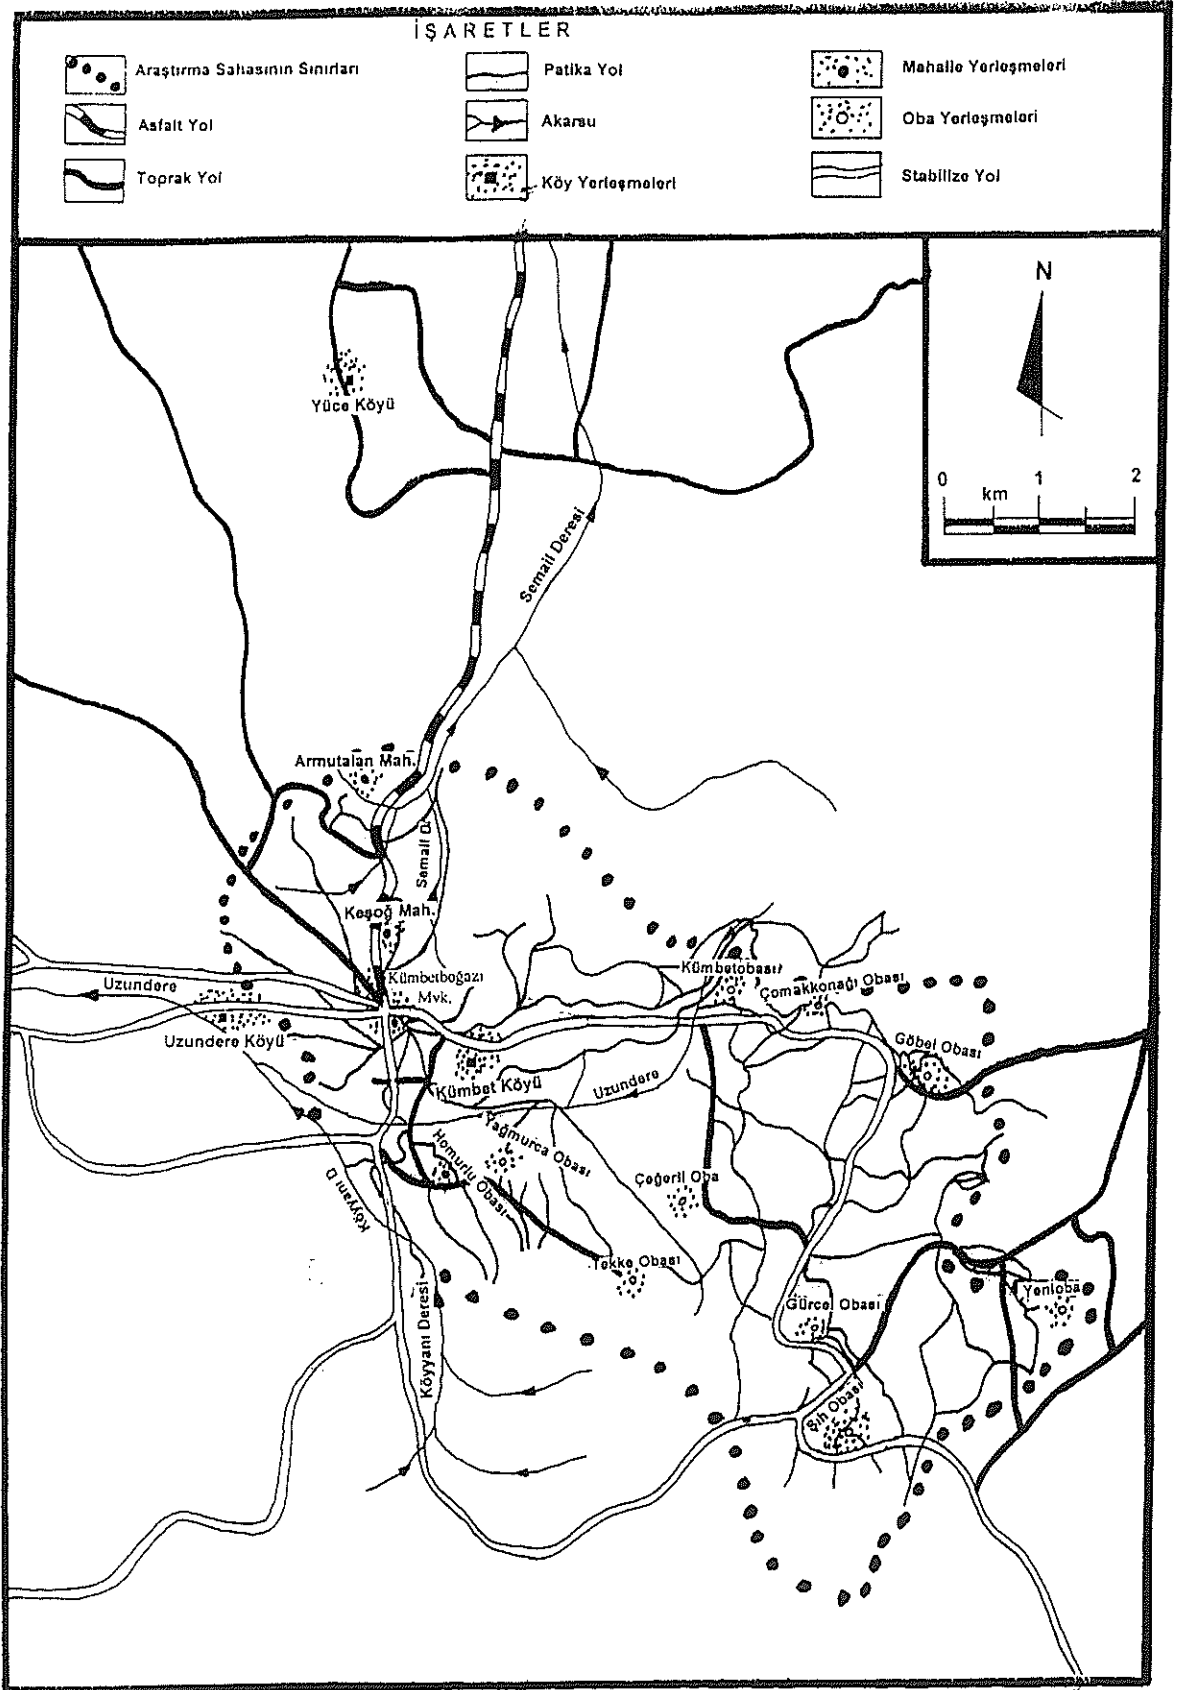 İŞARETLER
Araştırma Sahasının Sınırları
Asfalt Yol
Toprak Yol
Patika Yol
Akarsu
Köy Yerleşmeleri
Mahalle Yerleşmeleri
Oba Yerleşmeleri
Stabilize Yol
N
0 1 2
km
Yüce Köyü
Semail Deresi
Armutalan Mah.
Semail D.
Keşoğ Mah.
Kümbetboğazı
Mvk.
Kümbetobası
Çomakkonağı Obası
Uzundere
Uzundere Köyü
Göbel Obası
Kümbet Köyü
Uzundere
Yağmurca Obası
Homurlu Obası
Köyyanı D.
Çeğerli Oba
Tekke Obası
Köyyanı Deresi
Gürcel Obası
Yenioba
Şıh Obası